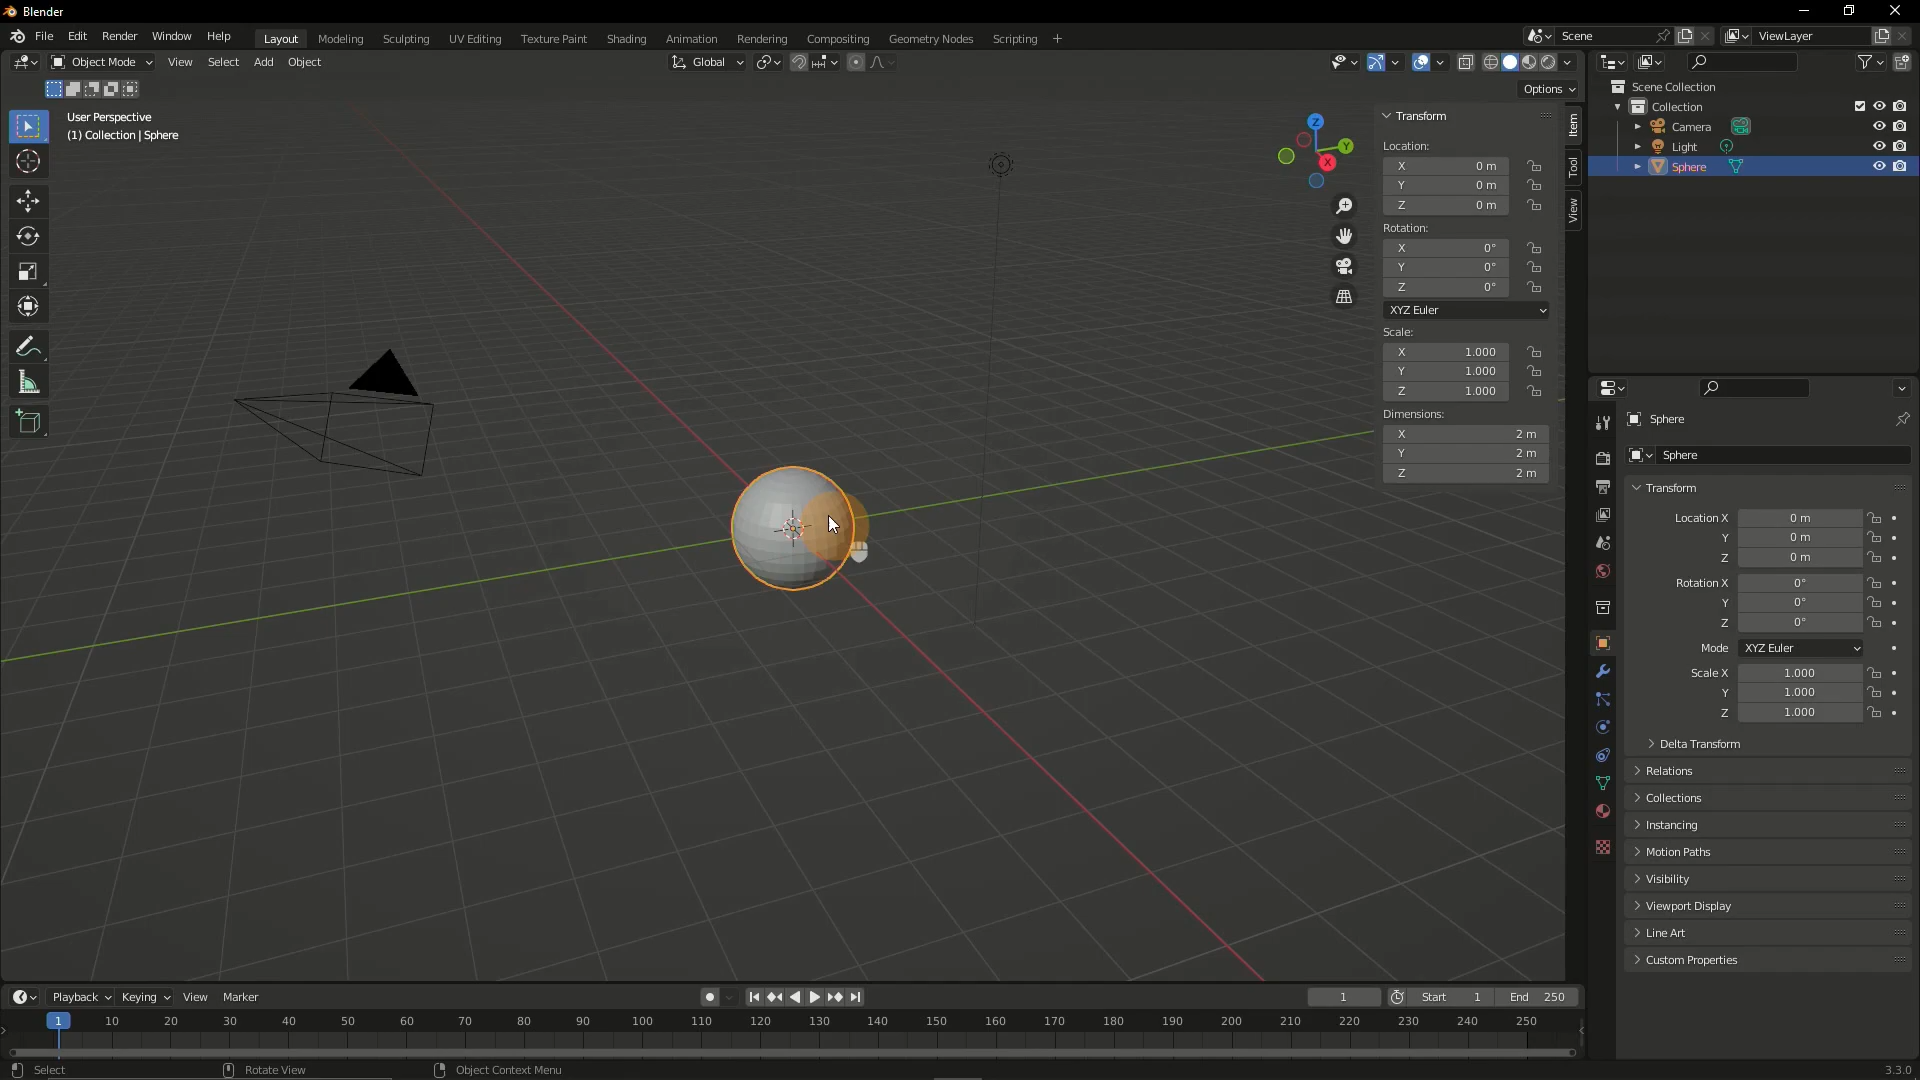 Blender
File Edit Render Window Help
Layout Modeling Sculpting UV Editing Texture Paint Shading Animation Rendering Compositing Geometry Nodes Scripting +
Scene
ViewLayer
Object Mode View Select Add Object
Global
Options
User Perspective
(1) Collection | Sphere
Z
Y
X
Transform
Location:
X 0 m
Y 0 m
Z 0 m
Rotation:
X 0°
Y 0°
Z 0°
XYZ Euler
Scale:
X 1.000
Y 1.000
Z 1.000
Dimensions:
X 2 m
Y 2 m
Z 2 m
Item
Tool
View
Scene Collection
Collection
Camera
Light
Sphere
Sphere
Sphere
Transform
Location X 0 m
Y 0 m
Z 0 m
Rotation X 0°
Y 0°
Z 0°
Mode XYZ Euler
Scale X 1.000
Y 1.000
Z 1.000
Delta Transform
Relations
Collections
Instancing
Motion Paths
Visibility
Viewport Display
Line Art
Custom Properties
Playback Keying View Marker
1 Start 1 End 250
1 10 20 30 40 50 60 70 80 90 100 110 120 130 140 150 160 170 180 190 200 210 220 230 240 250
Select Rotate View Object Context Menu
3.3.0